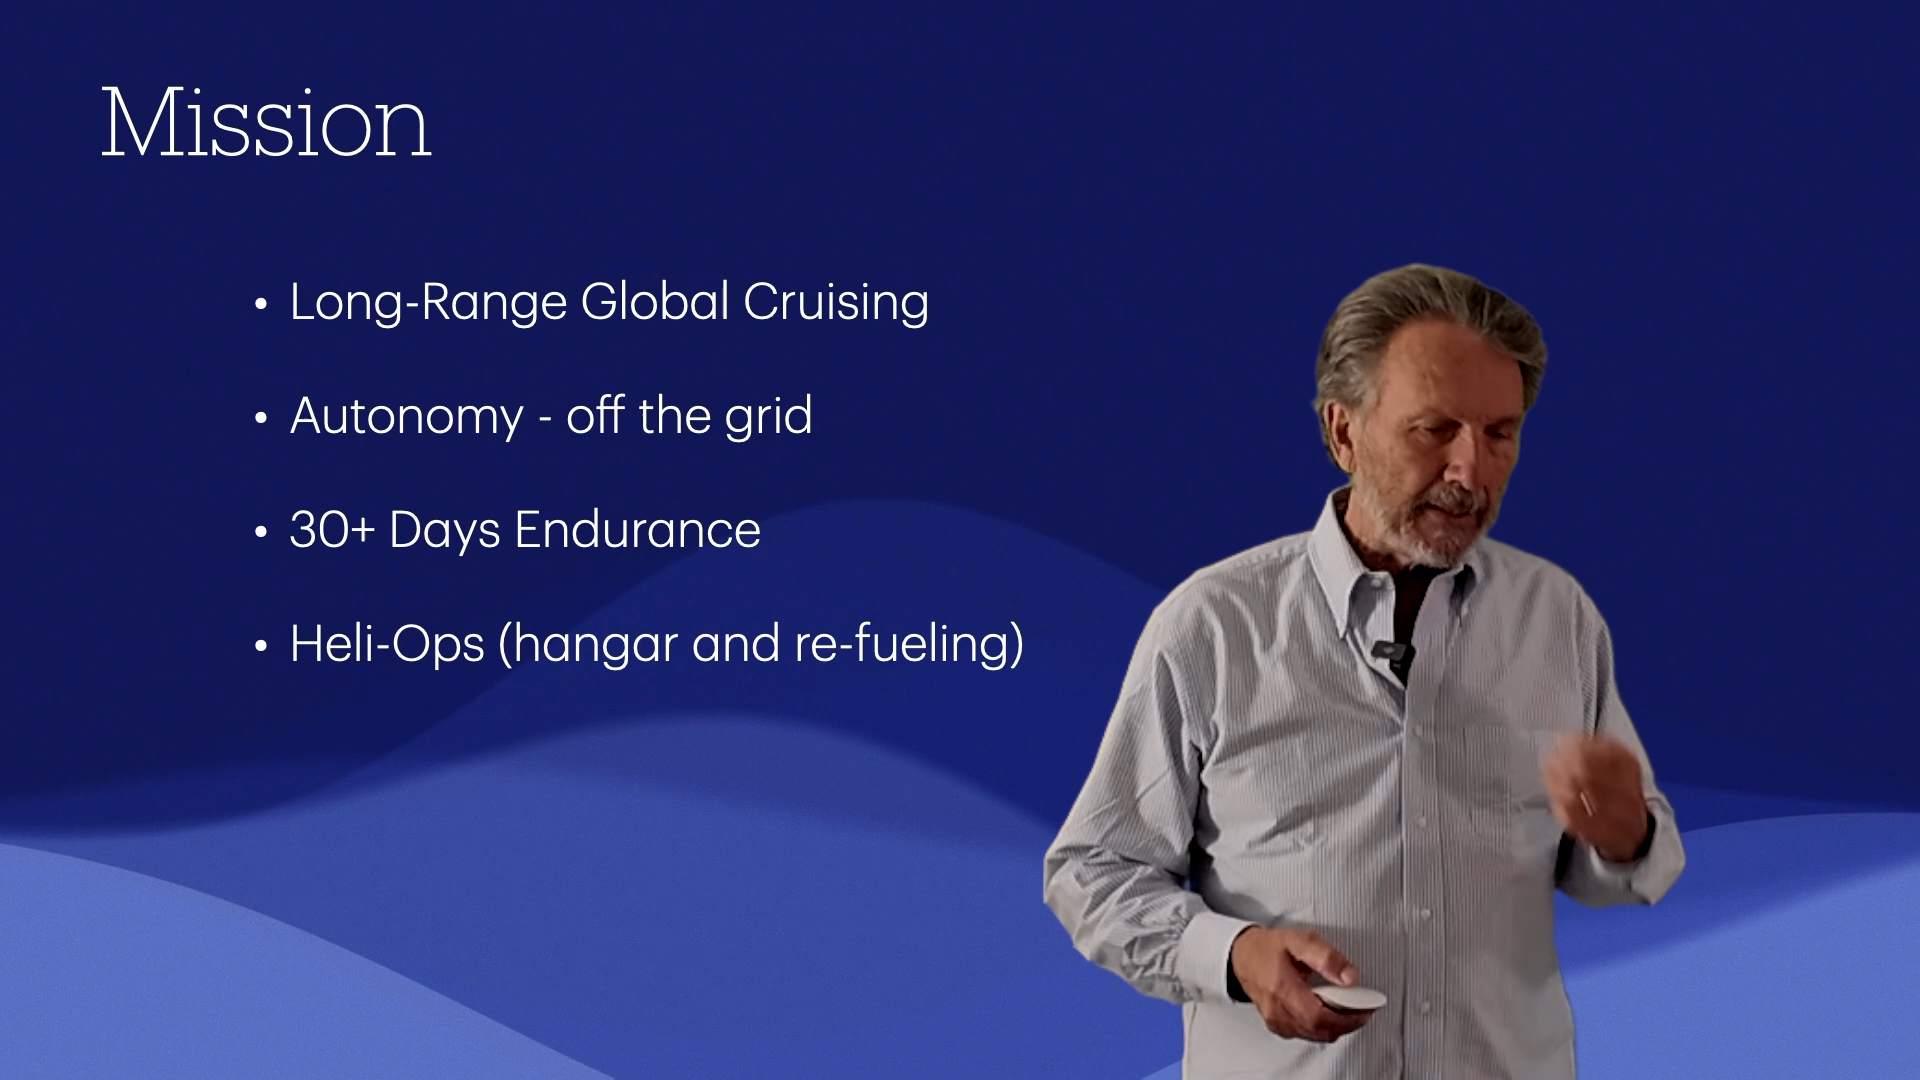 Mission
• Long-Range Global Cruising
• Autonomy - off the grid
• 30+ Days Endurance
• Heli-Ops (hangar and re-fueling)